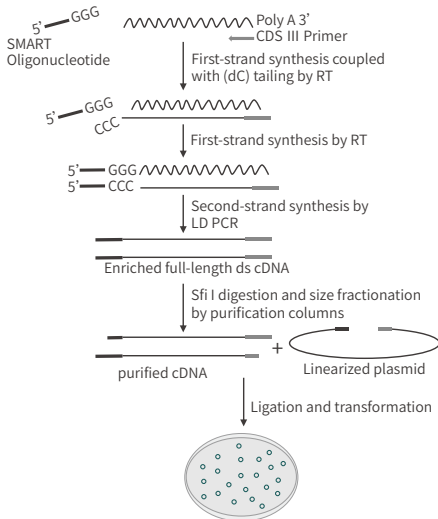 5’ GGG
SMART
Oligonucleotide
Poly A 3’
CDS III Primer
First-strand synthesis coupled
with (dC) tailing by RT
5’ GGG
CCC
First-strand synthesis by RT
5’ GGG
5’ CCC
Second-strand synthesis by
LD PCR
Enriched full-length ds cDNA
Sfi I digestion and size fractionation
by purification columns
+
purified cDNA
Linearized plasmid
Ligation and transformation